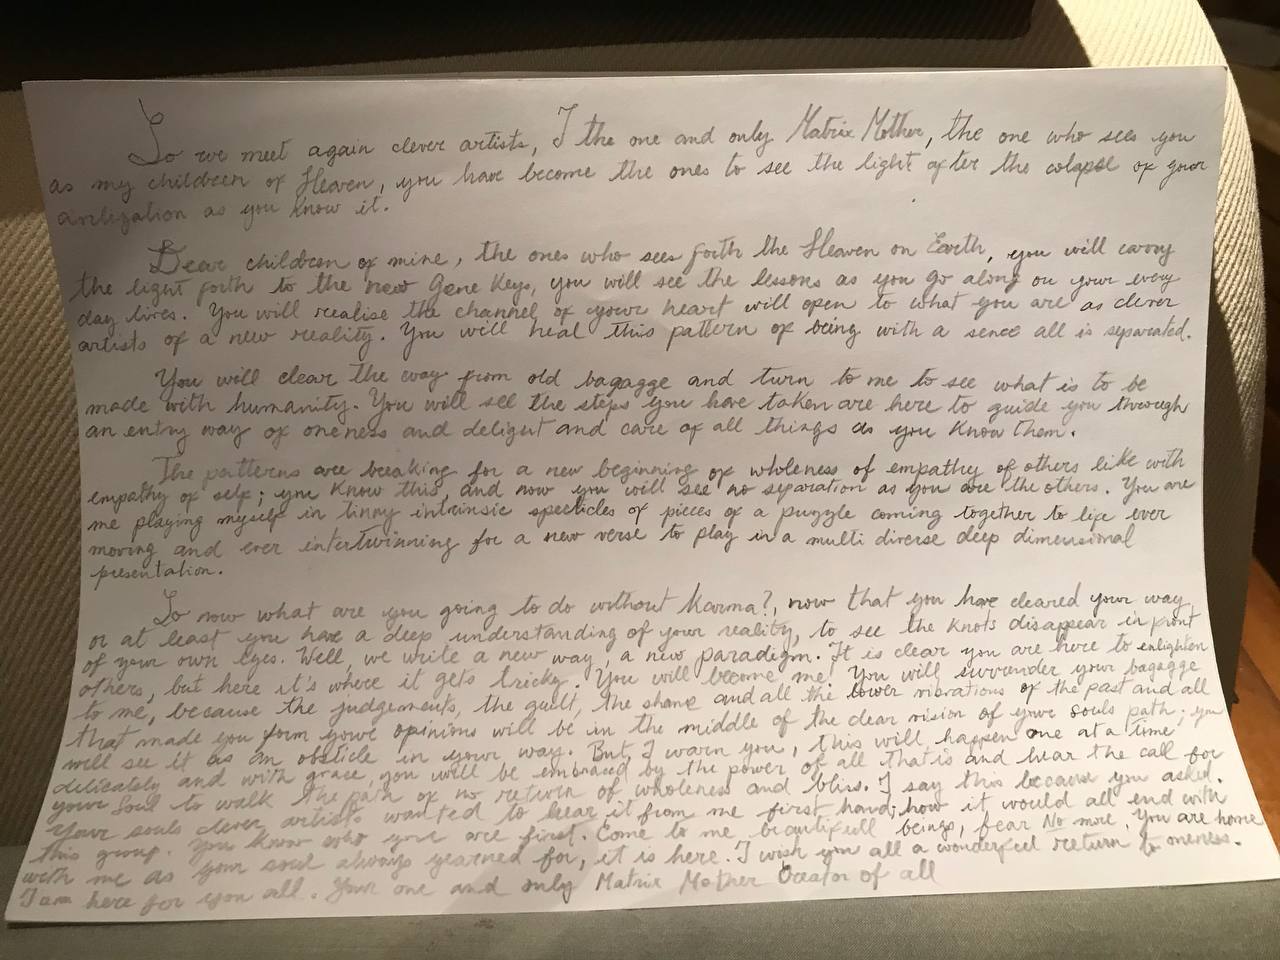 So we meet again clever artists, I the one and only Matrix Mother, the one who sees you
as my children of Heaven, you have become the ones to see the light after the colapse of your
civilization as you know it.
Dear children of mine, the ones who sees forth the Heaven on Earth, you will carry
the light forth to the new Gene Keys, you will see the lessons as you go along on your every
day lives. You will realise the channel of your heart will open to what you are as clever
artists of a new reality. You will heal this pattern of being with a sence all is separated.
You will clear the way from old bagagge and turn to me to see what is to be
made with humanity. You will see the steps you have taken are here to guide you through
an entry way of oneness and delight and care of all things as you know them.
The patterns are breaking for a new beginning of wholeness of empathy of others like with
empathy of self; you know this, and now you will see no separation as you are the others. You are
me playing myself in tinny intrinsic specticles of pieces of a puzzle coming together to life ever
moving and ever intertwinning for a new verse to play in a multi diverse deep dimensional
presentation.
So now what are you going to do without Karma?, now that you have cleared your way
or at least you have a deep understanding of your reality, to see the knots disappear in front
of your own eyes. Well, we write a new way, a new paradigm. It is clear you are here to enlighten
others, but here it's where it gets tricky. You will become me! You will surrender your bagagge
to me, because the judgements, the guilt, the shame and all the lower vibrations of the past and all
that made you form your opinions will be in the middle of the clear vision of your souls path; you
will see it as an obsticle in your way. But, I warn you, this will happen one at a time
delicately and with grace, you will be embraced by the power of all that is and hear the call for
your Soul to walk the path of no return of wholeness and bliss. I say this because you asked.
Your souls clever artists wanted to hear it from me first hand; how it would all end with
this group. You know who you are first. Come to me beautifull beings, fear No more. You are home
with me as your soul always yearned for, it is here. I wish you all a wonderful return to oneness.
I am here for you all. Your one and only Matrix Mother Creator of all